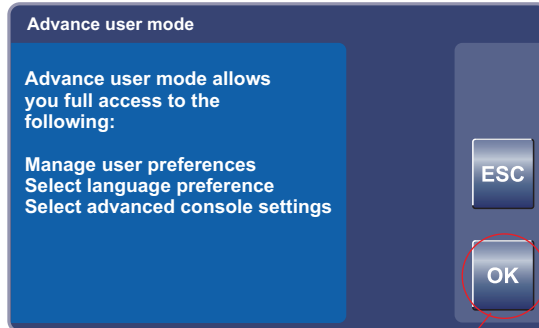 Advance user mode
Advance user mode allows
you full access to the
following:
Manage user preferences
Select language preference
Select advanced console settings
ESC
OK